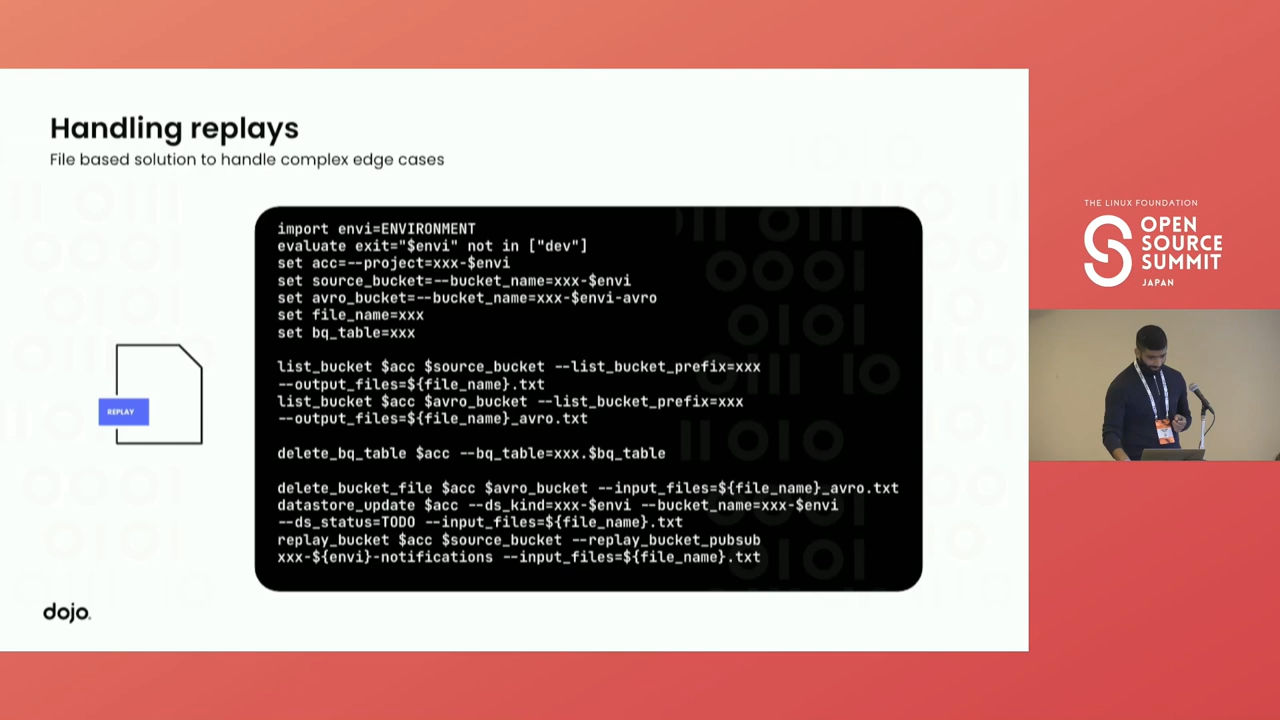 Handling replays
File based solution to handle complex edge cases
import envi=ENVIRONMENT
evaluate exit="$envi" not in ["dev"]
set acc=--project=xxx-$envi
set source_bucket=--bucket_name=xxx-$envi
set avro_bucket=--bucket_name=xxx-$envi-avro
set file_name=xxx
set bq_table=xxx
list_bucket $acc $source_bucket --list_bucket_prefix=xxx
--output_files=${file_name}.txt
list_bucket $acc $avro_bucket --list_bucket_prefix=xxx
--output_files=${file_name}_avro.txt
delete_bq_table $acc --bq_table=xxx.$bq_table
delete_bucket_file $acc $avro_bucket --input_files=${file_name}_avro.txt
datastore_update $acc --ds_kind=xxx-$envi --bucket_name=xxx-$envi
--ds_status=TODO --input_files=${file_name}.txt
replay_bucket $acc $source_bucket --replay_bucket_pubsub
xxx-${envi}-notifications --input_files=${file_name}.txt
REPLAY
dojo.
THE LINUX FOUNDATION
OPEN
SOURCE
SUMMIT
JAPAN